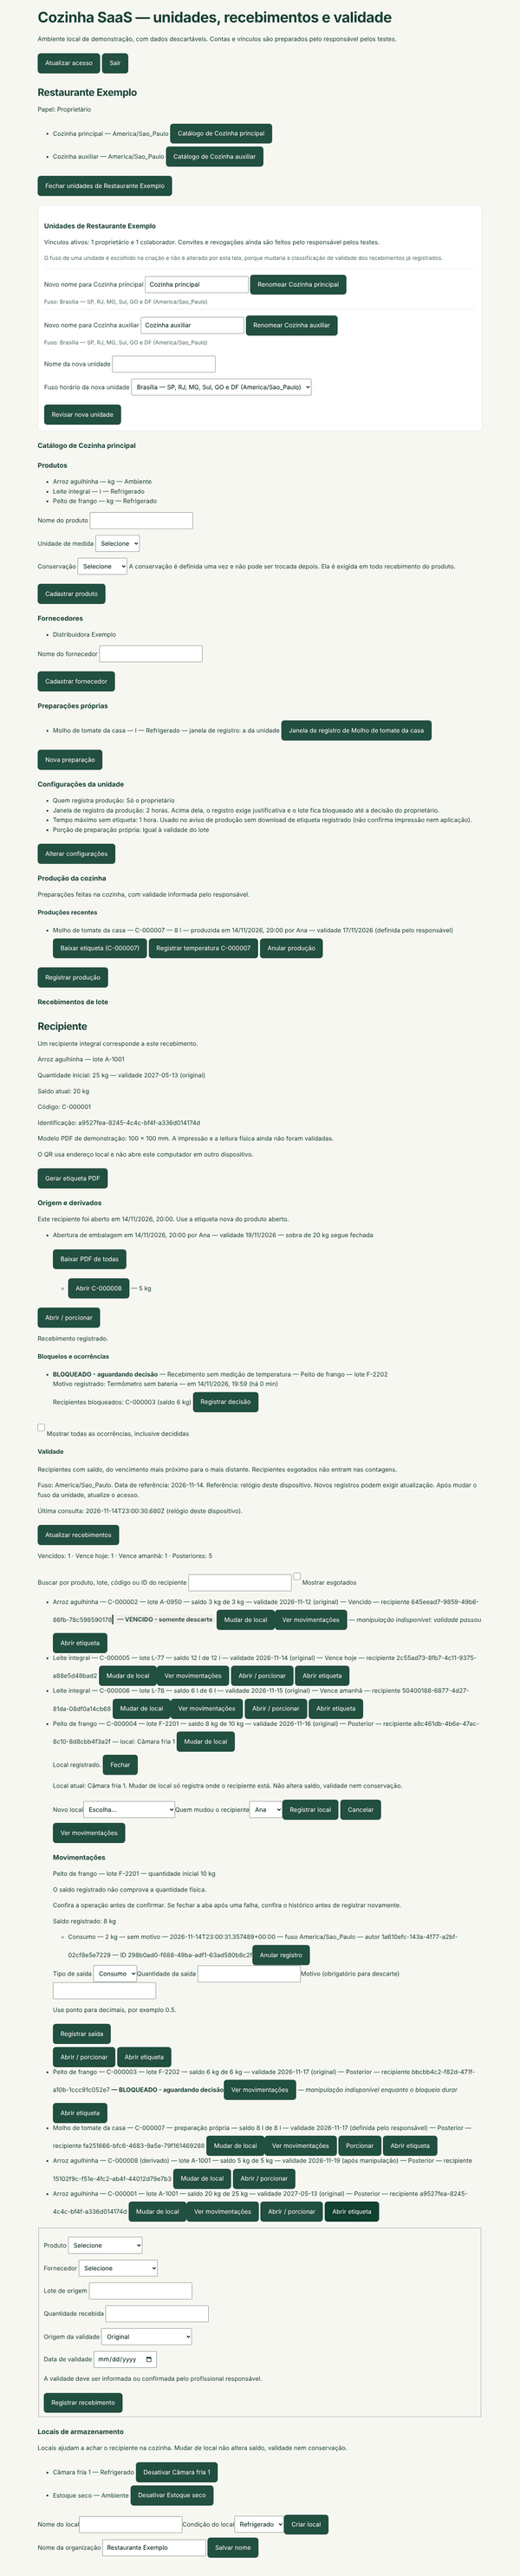 Cozinha SaaS — unidades, recebimentos e validade
Ambiente local de demonstração, com dados descartáveis. Contas e vínculos são preparados pelo responsável pelos testes.
Atualizar acesso Sair
Restaurante Exemplo
Papel: Proprietário
Cozinha principal — America/Sao_Paulo Catálogo de Cozinha principal
Cozinha auxiliar — America/Sao_Paulo Catálogo de Cozinha auxiliar
Fechar unidades de Restaurante Exemplo
Unidades de Restaurante Exemplo
Vínculos ativos: 1 proprietário e 1 colaborador. Convites e revogações ainda são feitos pelo responsável pelos testes.
O fuso de uma unidade é escolhido na criação e não é alterado por esta tela, porque mudaria a classificação de validade dos recebimentos já registrados.
Novo nome para Cozinha principal Cozinha principal Renomear Cozinha principal
Fuso: Brasília — SP, RJ, MG, Sul, GO e DF (America/Sao_Paulo)
Novo nome para Cozinha auxiliar Cozinha auxiliar Renomear Cozinha auxiliar
Fuso: Brasília — SP, RJ, MG, Sul, GO e DF (America/Sao_Paulo)
Nome da nova unidade
Fuso horário da nova unidade Brasília — SP, RJ, MG, Sul, GO e DF (America/Sao_Paulo)
Revisar nova unidade
Catálogo de Cozinha principal
Produtos
Arroz agulhinha — kg — Ambiente
Leite integral — l — Refrigerado
Peito de frango — kg — Refrigerado
Nome do produto
Unidade de medida Selecione
Conservação Selecione A conservação é definida uma vez e não pode ser trocada depois. Ela é exigida em todo recebimento do produto.
Cadastrar produto
Fornecedores
Distribuidora Exemplo
Nome do fornecedor
Cadastrar fornecedor
Preparações próprias
Molho de tomate da casa — l — Refrigerado — janela de registro: a da unidade Janela de registro de Molho de tomate da casa
Nova preparação
Configurações da unidade
Quem registra produção: Só o proprietário
Janela de registro da produção: 2 horas. Acima dela, o registro exige justificativa e o lote fica bloqueado até a decisão do proprietário.
Tempo máximo sem etiqueta: 1 hora. Usado no aviso de produção sem download de etiqueta registrado (não confirma impressão nem aplicação).
Porção de preparação própria: Igual à validade do lote
Alterar configurações
Produção da cozinha
Preparações feitas na cozinha, com validade informada pelo responsável.
Produções recentes
Molho de tomate da casa — C-000007 — 8 l — produzida em 14/11/2026, 20:00 por Ana — validade 17/11/2026 (definida pelo responsável)
Baixar etiqueta (C-000007) Registrar temperatura C-000007 Anular produção
Registrar produção
Recebimentos de lote
Recipiente
Um recipiente integral corresponde a este recebimento.
Arroz agulhinha — lote A-1001
Quantidade inicial: 25 kg — validade 2027-05-13 (original)
Saldo atual: 20 kg
Código: C-000001
Identificação: a9527fea-8245-4c4c-bf4f-a336d014174d
Modelo PDF de demonstração: 100 × 100 mm. A impressão e a leitura física ainda não foram validadas.
O QR usa endereço local e não abre este computador em outro dispositivo.
Gerar etiqueta PDF
Origem e derivados
Este recipiente foi aberto em 14/11/2026, 20:00. Use a etiqueta nova do produto aberto.
Abertura de embalagem em 14/11/2026, 20:00 por Ana — validade 19/11/2026 — sobra de 20 kg segue fechada
Baixar PDF de todas
Abrir C-000008 — 5 kg
Abrir / porcionar
Recebimento registrado.
Bloqueios e ocorrências
BLOQUEADO - aguardando decisão — Recebimento sem medição de temperatura — Peito de frango — lote F-2202
Motivo registrado: Termômetro sem bateria — em 14/11/2026, 19:59 (há 0 min)
Recipientes bloqueados: C-000003 (saldo 6 kg) Registrar decisão
Mostrar todas as ocorrências, inclusive decididas
Validade
Recipientes com saldo, do vencimento mais próximo para o mais distante. Recipientes esgotados não entram nas contagens.
Fuso: America/Sao_Paulo. Data de referência: 2026-11-14. Referência: relógio deste dispositivo. Novos registros podem exigir atualização. Após mudar o
fuso da unidade, atualize o acesso.
Última consulta: 2026-11-14T23:00:30.680Z (relógio deste dispositivo).
Atualizar recebimentos
Vencidos: 1 · Vence hoje: 1 · Vence amanhã: 1 · Posteriores: 5
Buscar por produto, lote, código ou ID do recipiente Mostrar esgotados
Arroz agulhinha — C-000002 — lote A-0950 — saldo 3 kg de 3 kg — validade 2026-11-12 (original) — Vencido — recipiente 645eead7-9859-49b6-
86fb-78c598590178 — VENCIDO - somente descarte Mudar de local Ver movimentações — manipulação indisponível: validade passou
Abrir etiqueta
Leite integral — C-000005 — lote L-77 — saldo 12 l de 12 l — validade 2026-11-14 (original) — Vence hoje — recipiente 2c55ad73-8fb7-4c11-9375-
a88e5d48bad2 Mudar de local Ver movimentações Abrir / porcionar Abrir etiqueta
Leite integral — C-000006 — lote L-78 — saldo 6 l de 6 l — validade 2026-11-15 (original) — Vence amanhã — recipiente 50400188-6877-4d27-
81da-08df0a14cb68 Mudar de local Ver movimentações Abrir / porcionar Abrir etiqueta
Peito de frango — C-000004 — lote F-2201 — saldo 8 kg de 10 kg — validade 2026-11-16 (original) — Posterior — recipiente a8c461db-4b6e-47ac-
8c10-8d8cbb4f3a2f — local: Câmara fria 1 Mudar de local
Local registrado. Fechar
Local atual: Câmara fria 1. Mudar de local só registra onde o recipiente está. Não altera saldo, validade nem conservação.
Novo local Escolha... Quem mudou o recipiente Ana Registrar local Cancelar
Ver movimentações
Movimentações
Peito de frango — lote F-2201 — quantidade inicial 10 kg
O saldo registrado não comprova a quantidade física.
Confira a operação antes de confirmar. Se fechar a aba após uma falha, confira o histórico antes de registrar novamente.
Saldo registrado: 8 kg
Consumo — 2 kg — sem motivo — 2026-11-14T23:00:31.357489+00:00 — fuso America/Sao_Paulo — autor 1a610efc-143a-4f77-a2bf-
02cf8e5e7229 — ID 298b0ad0-f688-49ba-adf1-63ad580b8c2f Anular registro
Tipo de saída Consumo Quantidade da saída Motivo (obrigatório para descarte)
Use ponto para decimais, por exemplo 0.5.
Registrar saída
Abrir / porcionar Abrir etiqueta
Peito de frango — C-000003 — lote F-2202 — saldo 6 kg de 6 kg — validade 2026-11-17 (original) — Posterior — recipiente bbcbb4c2-f82d-471f-
a10b-1ccc91c052e7 — BLOQUEADO - aguardando decisão Ver movimentações — manipulação indisponível enquanto o bloqueio durar
Abrir etiqueta
Molho de tomate da casa — C-000007 — preparação própria — saldo 8 l de 8 l — validade 2026-11-17 (definida pelo responsável) — Posterior —
recipiente fa251666-bfc6-4683-9a5e-79f161469288 Mudar de local Ver movimentações Porcionar Abrir etiqueta
Arroz agulhinha — C-000008 (derivado) — lote A-1001 — saldo 5 kg de 5 kg — validade 2026-11-19 (após manipulação) — Posterior — recipiente
15102f9c-f51e-4fc2-ab4f-44012d79e7b3 Mudar de local Abrir / porcionar
Arroz agulhinha — C-000001 — lote A-1001 — saldo 20 kg de 25 kg — validade 2027-05-13 (original) — Posterior — recipiente a9527fea-8245-
4c4c-bf4f-a336d014174d Mudar de local Ver movimentações Abrir / porcionar Abrir etiqueta
Produto Selecione
Fornecedor Selecione
Lote de origem
Quantidade recebida
Origem da validade Original
Data de validade mm/dd/yyyy
A validade deve ser informada ou confirmada pelo profissional responsável.
Registrar recebimento
Locais de armazenamento
Locais ajudam a achar o recipiente na cozinha. Mudar de local não altera saldo, validade nem conservação.
Câmara fria 1 — Refrigerado Desativar Câmara fria 1
Estoque seco — Ambiente Desativar Estoque seco
Nome do local Condição do local Refrigerado Criar local
Nome da organização Restaurante Exemplo Salvar nome